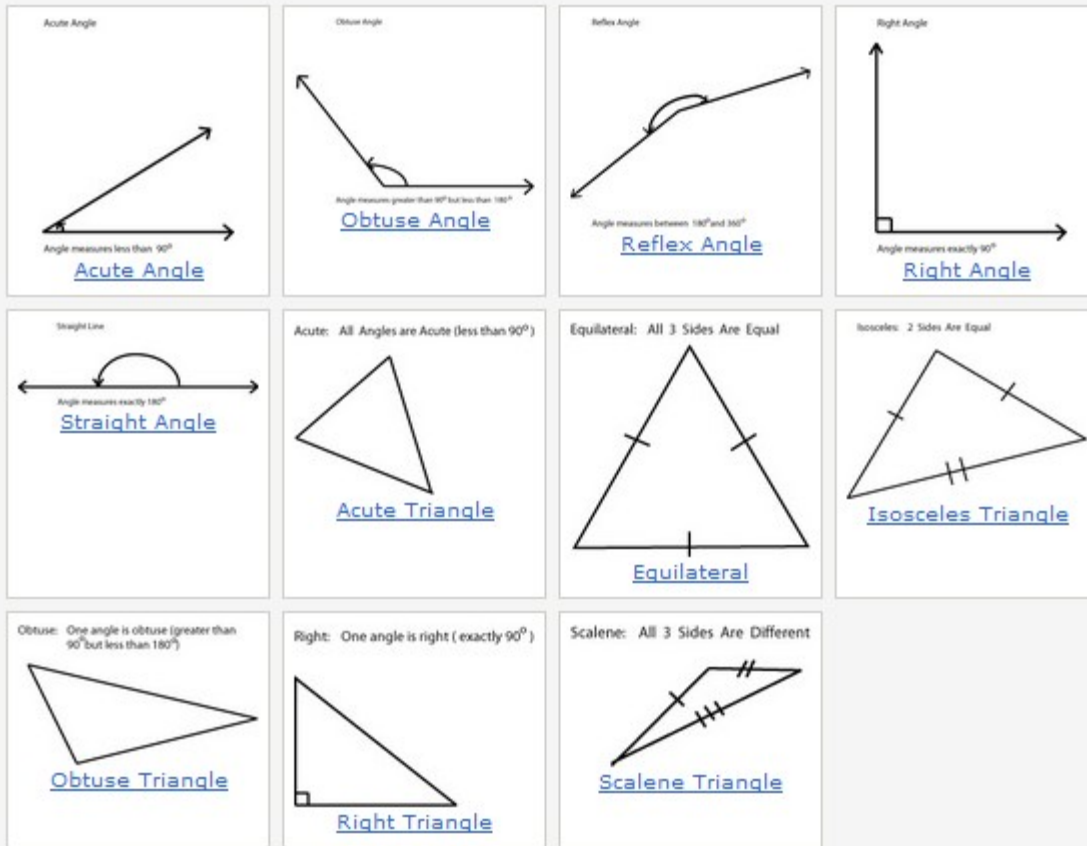 Acute Angle
Angle measures less than 90°
Acute Angle
Obtuse Angle
Angle measures greater than 90° but less than 180°
Obtuse Angle
Reflex Angle
Angle measures between 180° and 360°
Reflex Angle
Right Angle
Angle measures exactly 90°
Right Angle
Straight Line
Angle measures exactly 180°
Straight Angle
Acute: All Angles are Acute (less than 90°)
Acute Triangle
Equilateral: All 3 Sides Are Equal
Equilateral
Isosceles: 2 Sides Are Equal
Isosceles Triangle
Obtuse: One angle is obtuse (greater than
90° but less than 180°)
Obtuse Triangle
Right: One angle is right ( exactly 90° )
Right Triangle
Scalene: All 3 Sides Are Different
Scalene Triangle